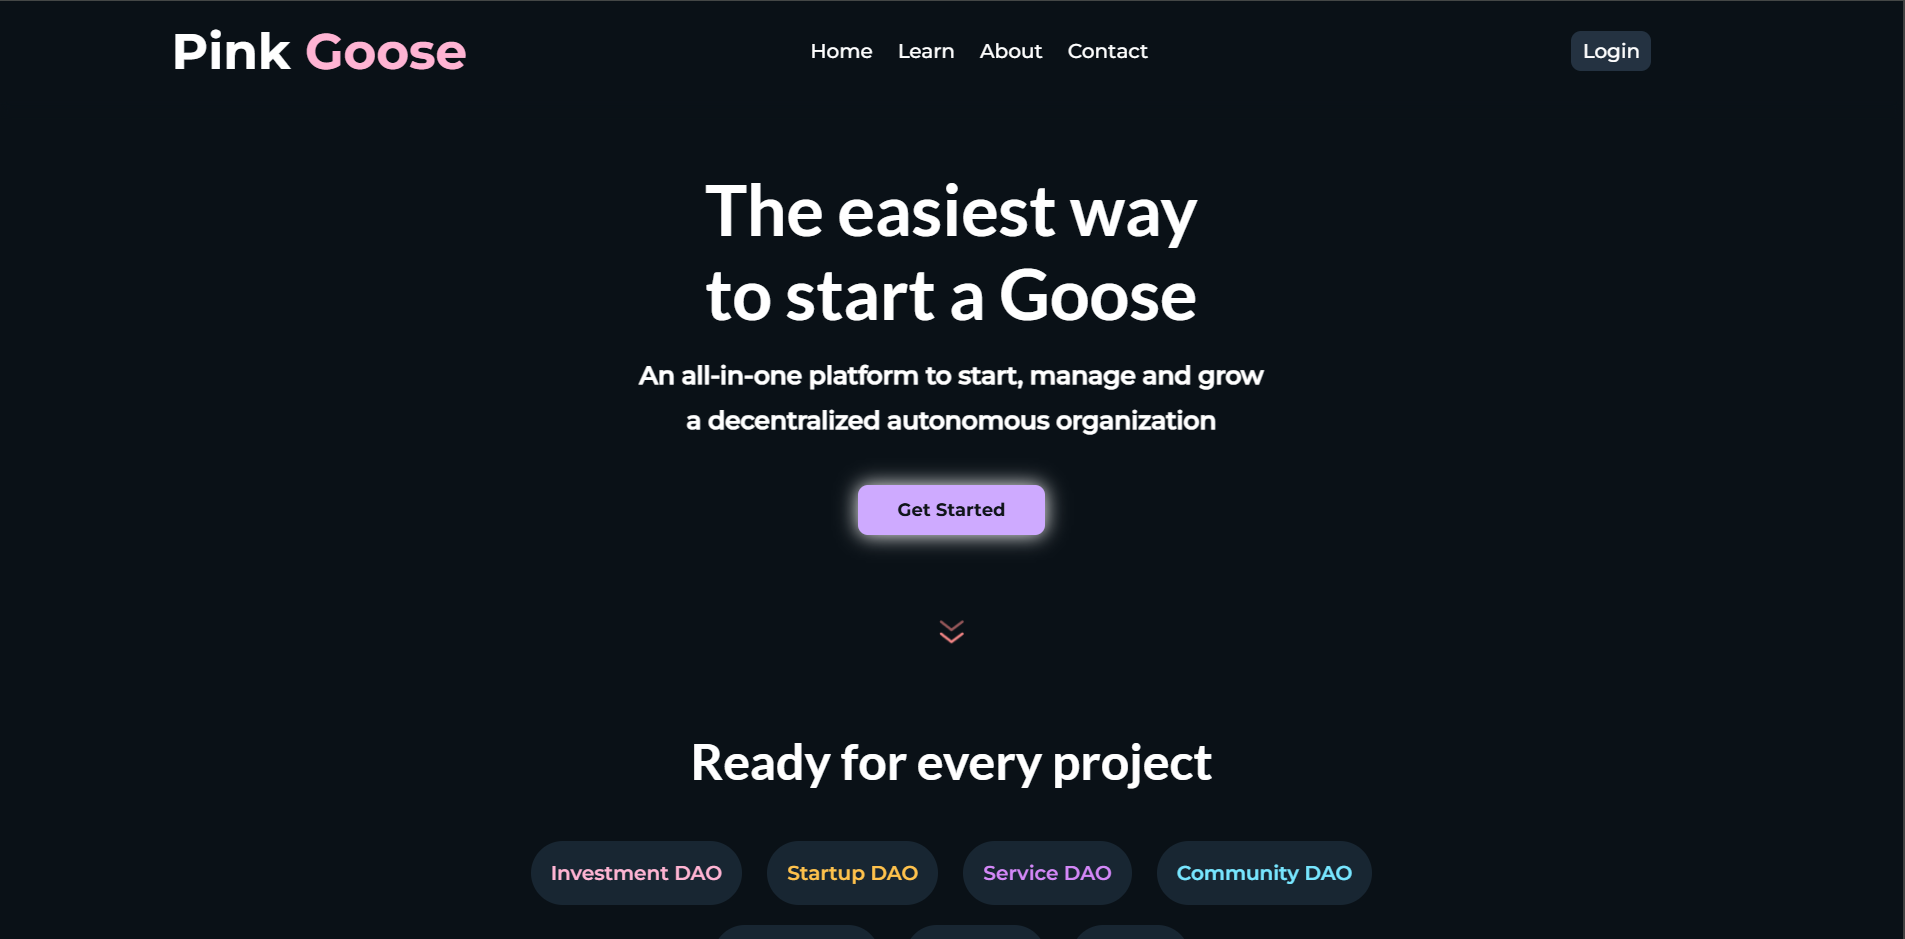 Pink Goose
Home Learn About Contact
Login
The easiest way
to start a Goose
An all-in-one platform to start, manage and grow
a decentralized autonomous organization
Get Started
Ready for every project
Investment DAO
Startup DAO
Service DAO
Community DAO